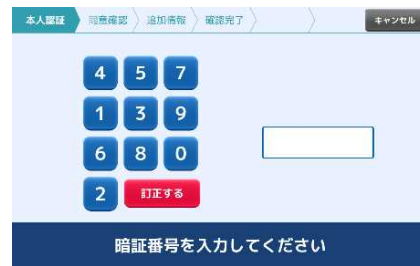 本人認証 同意確認 追加情報 確認完了 キャンセル
4 5 7
1 3 9
6 8 0
2 訂正する
暗証番号を入力してください